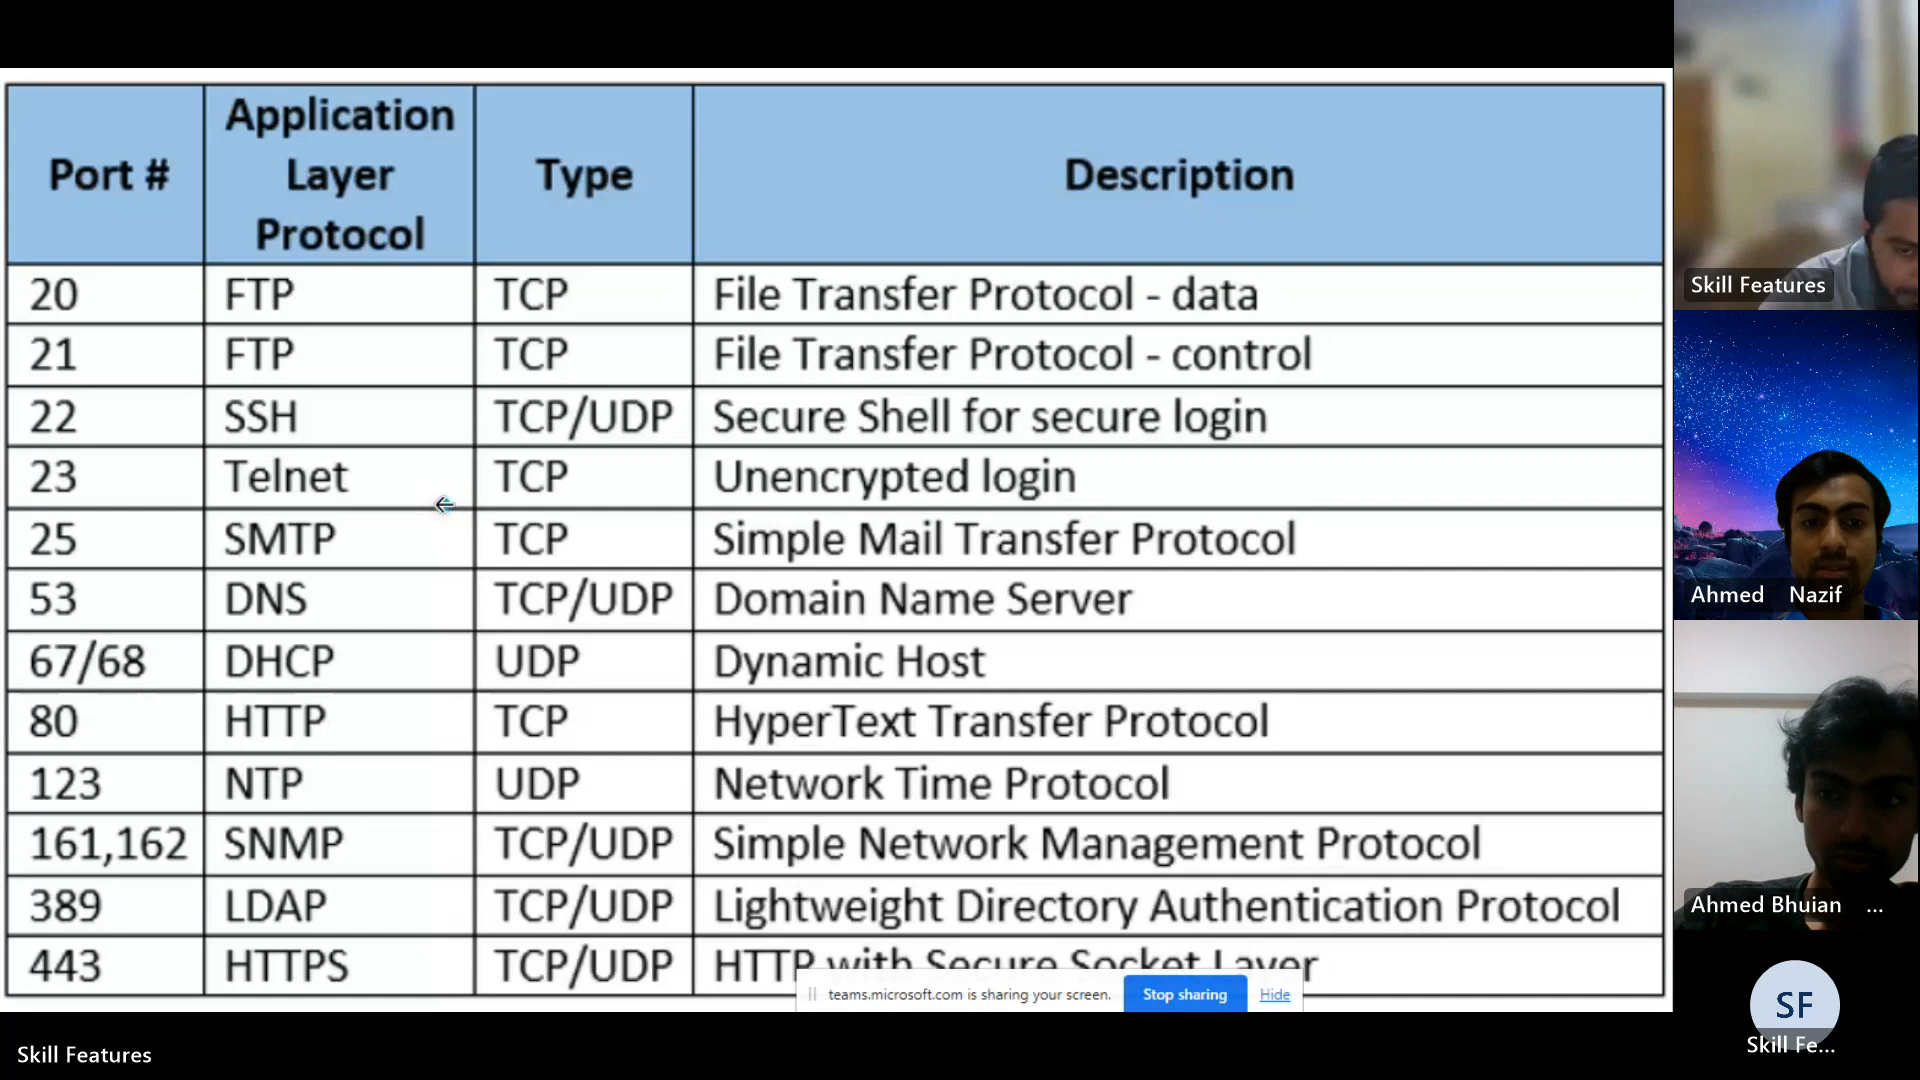 Port #
Application
Layer
Protocol
Type
Description
20 FTP TCP File Transfer Protocol - data
21 FTP TCP File Transfer Protocol - control
22 SSH TCP/UDP Secure Shell for secure login
23 Telnet TCP Unencrypted login
25 SMTP TCP Simple Mail Transfer Protocol
53 DNS TCP/UDP Domain Name Server
67/68 DHCP UDP Dynamic Host
80 HTTP TCP HyperText Transfer Protocol
123 NTP UDP Network Time Protocol
161,162 SNMP TCP/UDP Simple Network Management Protocol
389 LDAP TCP/UDP Lightweight Directory Authentication Protocol
443 HTTPS TCP/UDP HTTP with Secure Socket Layer
teams.microsoft.com is sharing your screen. Stop sharing Hide
Skill Features
Skill Features
Ahmed Nazif
Ahmed Bhuian ...
SF
Skill Fe...